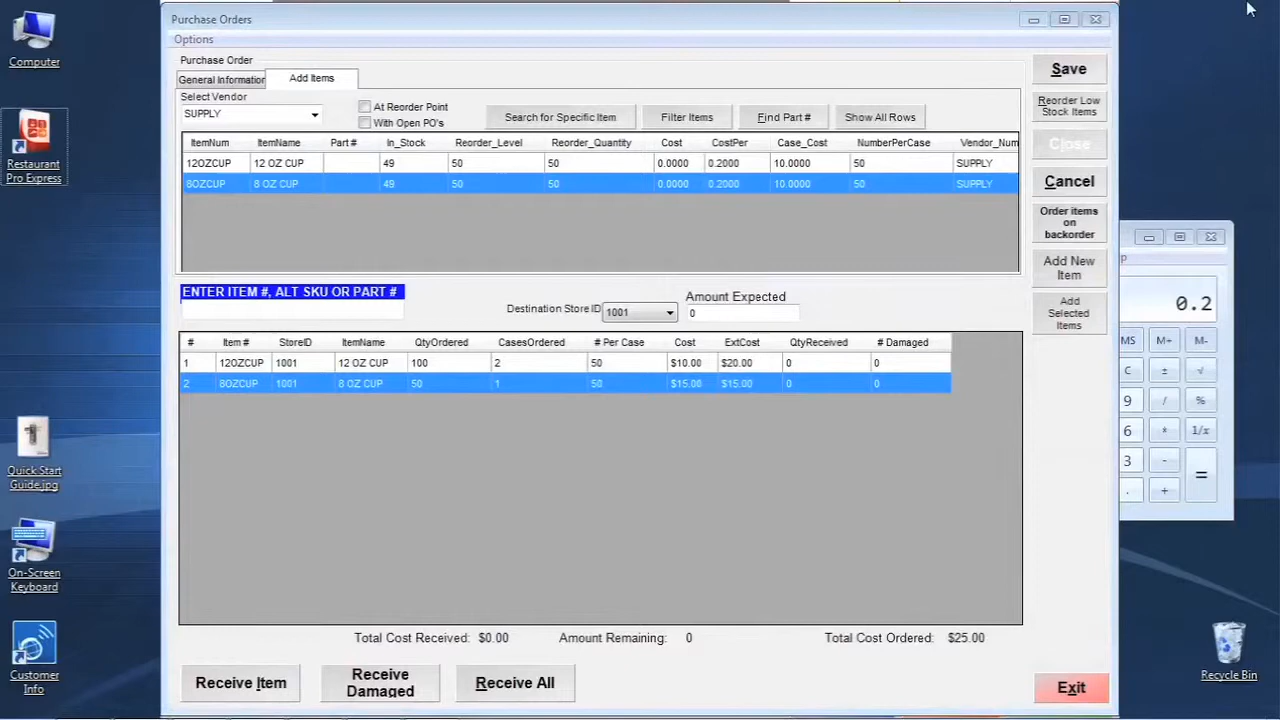 Computer
Restaurant
Pro Express
Quick Start
Guide.jpg
On-Screen
Keyboard
Customer
Info
Purchase Orders
Options
Purchase Order
General Information
Add Items
Select Vendor
SUPPLY
At Reorder Point
With Open PO's
Search for Specific Item
Filter Items
Find Part #
Show All Rows
ItemNum ItemName Part # In_Stock Reorder_Level Reorder_Quantity Cost CostPer Case_Cost NumberPerCase Vendor_Num
12OZCUP 12 OZ CUP 49 50 50 0.0000 0.2000 10.0000 50 SUPPLY
8OZCUP 8 OZ CUP 49 50 50 0.0000 0.2000 10.0000 50 SUPPLY
ENTER ITEM #, ALT SKU OR PART #
Destination Store ID
1001
Amount Expected
0
# Item # StoreID ItemName QtyOrdered CasesOrdered # Per Case Cost ExtCost QtyReceived # Damaged
1 12OZCUP 1001 12 OZ CUP 100 2 50 $10.00 $20.00 0 0
2 8OZCUP 1001 8 OZ CUP 50 1 50 $15.00 $15.00 0 0
Total Cost Received: $0.00 Amount Remaining: 0 Total Cost Ordered: $25.00
Receive Item
Receive
Damaged
Receive All
Save
Reorder Low
Stock Items
Close
Cancel
Order items
on
backorder
Add New
Item
Add
Selected
Items
Exit
p
0.2
MS M+ M-
C ± √
9 / %
6 * 1/x
3 - =
. +
Recycle Bin